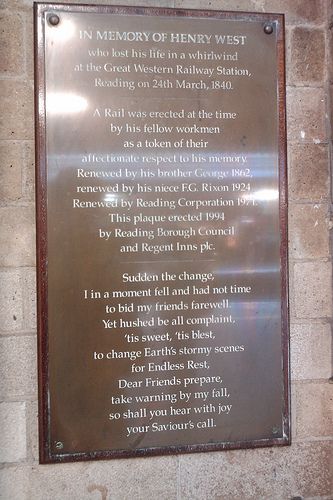 IN MEMORY OF HENRY WEST
who lost his life in a whirlwind
at the Great Western Railway Station,
Reading on 24th March, 1840.
A Rail was erected at the time
by his fellow workmen
as a token of their
affectionate respect to his memory.
Renewed by his brother George 1862,
renewed by his niece F.G. Rixon 1924
Renewed by Reading Corporation 1971.
This plaque erected 1994
by Reading Borough Council
and Regent Inns plc.
Sudden the change,
I in a moment fell and had not time
to bid my friends farewell.
Yet hushed be all complaint,
'tis sweet, 'tis blest,
to change Earth's stormy scenes
for Endless Rest,
Dear Friends prepare,
take warning by my fall,
so shall you hear with joy
your Saviour's call.